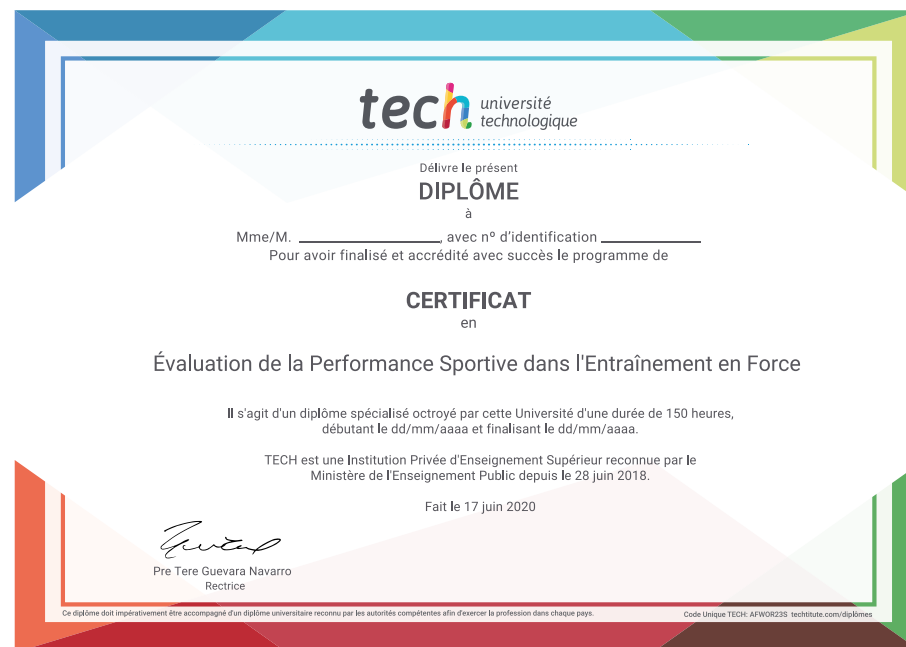 tech université
technologique
Délivre le présent
DIPLÔME
à
Mme/M. ____________________, avec nº d'identification ______________
Pour avoir finalisé et accrédité avec succès le programme de
CERTIFICAT
en
Évaluation de la Performance Sportive dans l'Entraînement en Force
Il s'agit d'un diplôme spécialisé octroyé par cette Université d'une durée de 150 heures,
débutant le dd/mm/aaaa et finalisant le dd/mm/aaaa.
TECH est une Institution Privée d'Enseignement Supérieur reconnue par le
Ministère de l'Enseignement Public depuis le 28 juin 2018.
Fait le 17 juin 2020
Pre Tere Guevara Navarro
Rectrice
Ce diplôme doit impérativement être accompagné d'un diplôme universitaire reconnu par les autorités compétentes afin d'exercer la profession dans chaque pays.
Code Unique TECH: AFWOR23S techtitute.com/diplômes